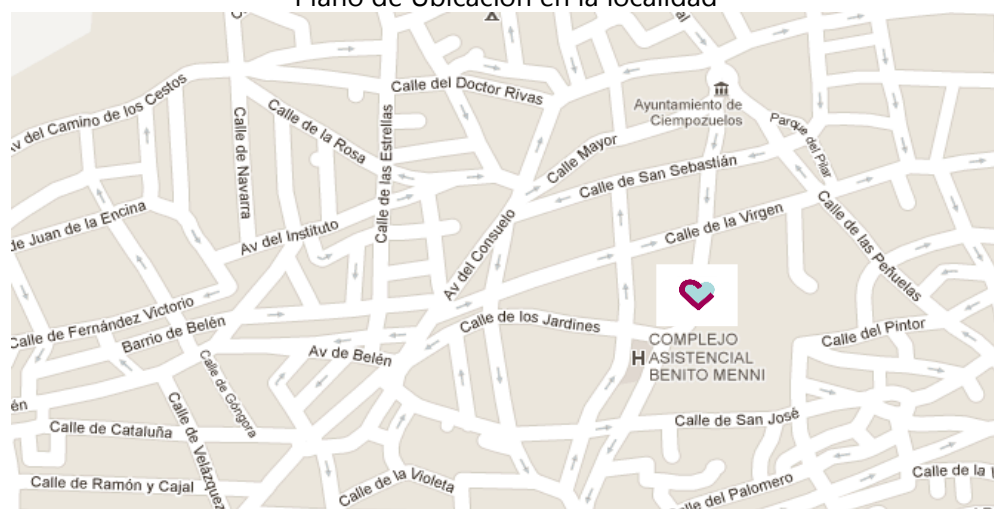 Plano de Ubicación en la localidad
Calle del Doctor Rivas
Av del Camino de los Cestos
Calle de la Rosa
Calle de Navarra
Calle de las Estrellas
Ayuntamiento de
Ciempozuelos
Parque del Pilar
Calle Mayor
Calle de San Sebastián
de Juan de la Encina
Av del Instituto
Av del Consuelo
Calle de la Virgen
Calle de las Peñuelas
Calle de Fernández Victorio
Barrio de Belén
Calle de los Jardines
Calle del Pintor
COMPLEJO
H ASISTENCIAL
BENITO MENNI
Av de Belén
Calle de Góngora
Calle de Velázquez
én
Calle de Cataluña
Calle de San José
Calle de Ramón y Cajal
Calle de la Violeta
alle del Palomero
Calle de la